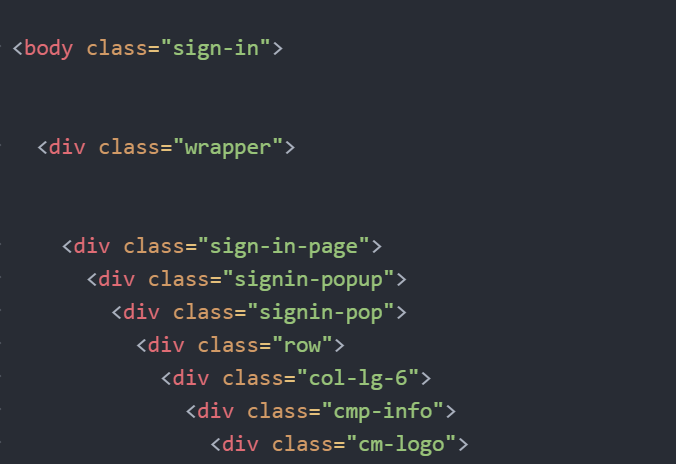 <body class="sign-in">
<div class="wrapper">
<div class="sign-in-page">
<div class="signin-popup">
<div class="signin-pop">
<div class="row">
<div class="col-lg-6">
<div class="cmp-info">
<div class="cm-logo">